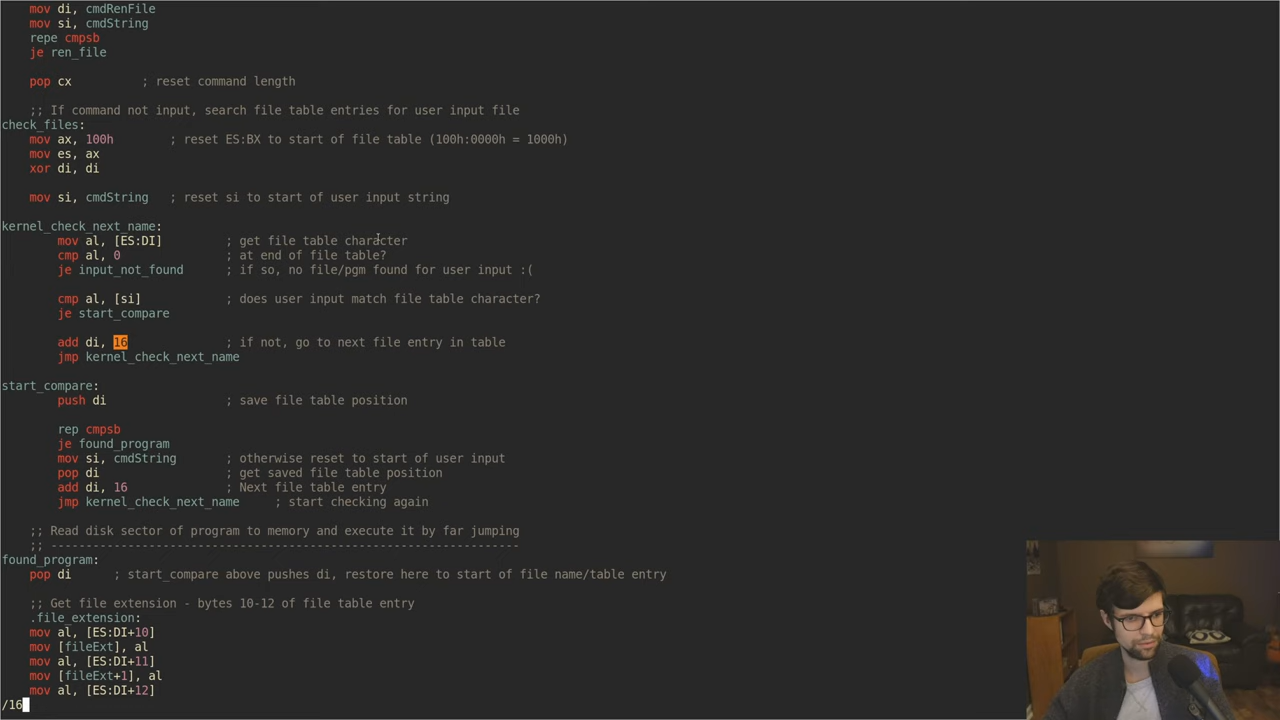 mov di, cmdRenFile
mov si, cmdString
repe cmpsb
je ren_file
pop cx ; reset command length
;; If command not input, search file table entries for user input file
check_files:
mov ax, 100h ; reset ES:BX to start of file table (100h:0000h = 1000h)
mov es, ax
xor di, di
mov si, cmdString ; reset si to start of user input string
kernel_check_next_name:
mov al, [ES:DI] ; get file table character
cmp al, 0 ; at end of file table?
je input_not_found ; if so, no file/pgm found for user input :(
cmp al, [si] ; does user input match file table character?
je start_compare
add di, 16 ; if not, go to next file entry in table
jmp kernel_check_next_name
start_compare:
push di ; save file table position
rep cmpsb
je found_program
mov si, cmdString ; otherwise reset to start of user input
pop di ; get saved file table position
add di, 16 ; Next file table entry
jmp kernel_check_next_name ; start checking again
;; Read disk sector of program to memory and execute it by far jumping
;; -------------------------------------------------------------------
found_program:
pop di ; start_compare above pushes di, restore here to start of file name/table entry
;; Get file extension - bytes 10-12 of file table entry
.file_extension:
mov al, [ES:DI+10]
mov [fileExt], al
mov al, [ES:DI+11]
mov [fileExt+1], al
mov al, [ES:DI+12]
/16